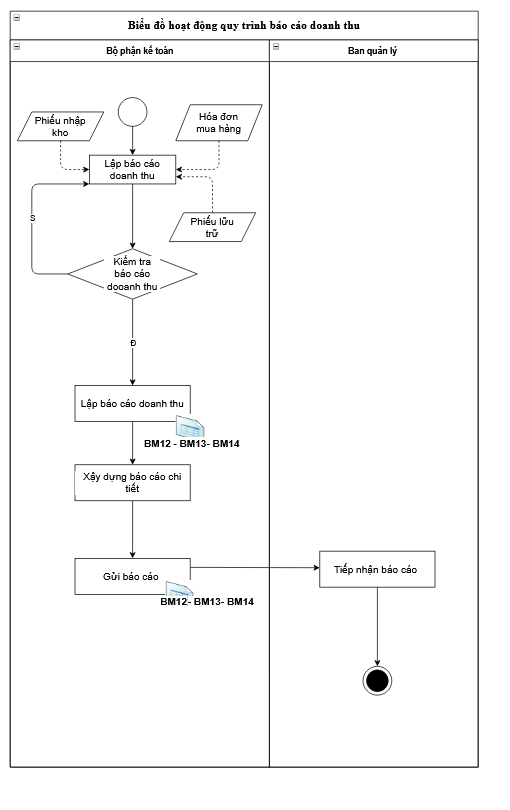 Biểu đồ hoạt động quy trình báo cáo doanh thu
Bộ phận kế toàn
Ban quản lý
Phiếu nhập
kho
Hóa đơn
mua hàng
Lập báo cáo
doanh thu
S
Phiếu lữu
trữ
Kiểm tra
báo cáo
dooanh thu
Đ
Lập báo cáo doanh thu
BM12 - BM13- BM14
Xậy dựng báo cáo chi
tiết
Gửi báo cáo
Tiếp nhận báo cáo
BM12- BM13- BM14